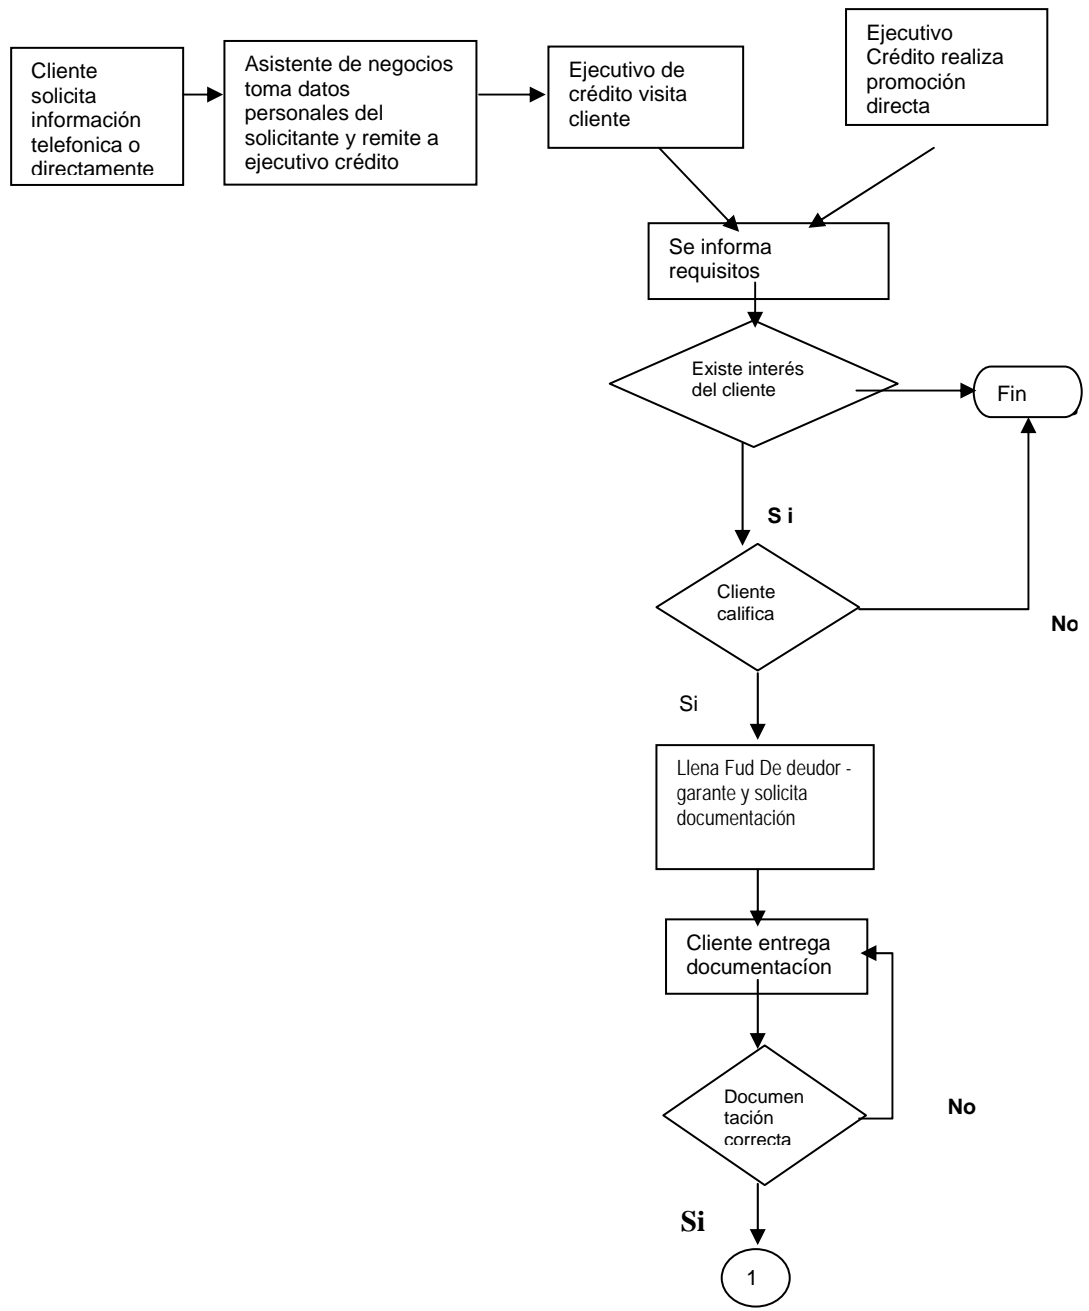 Cliente
solicita
información
telefonica o
directamente
Asistente de negocios
toma datos
personales del
solicitante y remite a
ejecutivo crédito
Ejecutivo de
crédito visita
cliente
Ejecutivo
Crédito realiza
promoción
directa
Se informa
requisitos
Existe interés
del cliente
Fin
S i
Cliente
califica
No
Si
Llena Fud De deudor -
garante y solicita
documentación
Cliente entrega
documentacíon
Documen
tación
correcta
No
Si
1